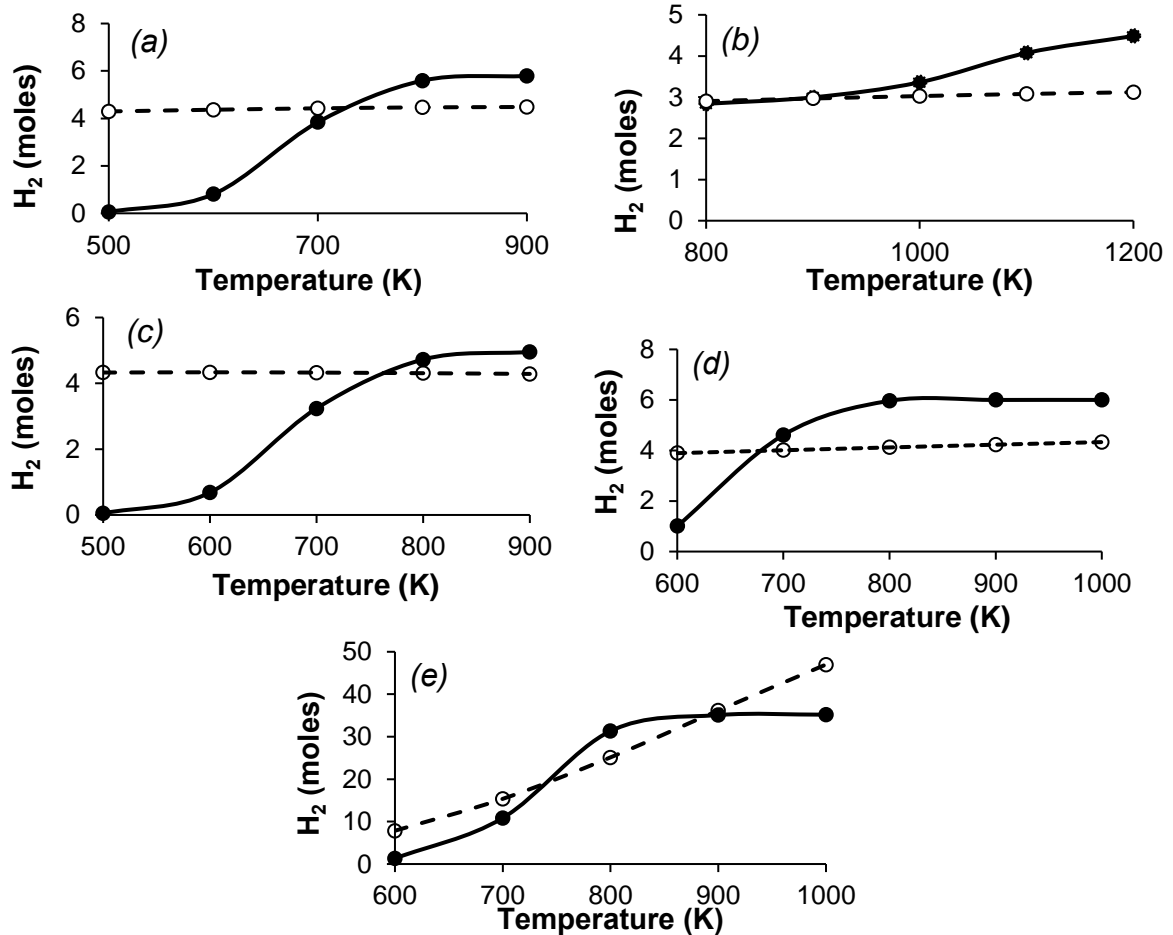 (a)
H₂ (moles)
8
6
4
2
0
500 700 900
Temperature (K)
(b)
H₂ (moles)
5
4
3
2
1
0
800 1000 1200
Temperature (K)
(c)
H₂ (moles)
6
4
2
0
500 600 700 800 900
Temperature (K)
(d)
H₂ (moles)
8
6
4
2
0
600 700 800 900 1000
Temperature (K)
(e)
H₂ (moles)
50
40
30
20
10
0
600 700 800 900 1000
Temperature (K)